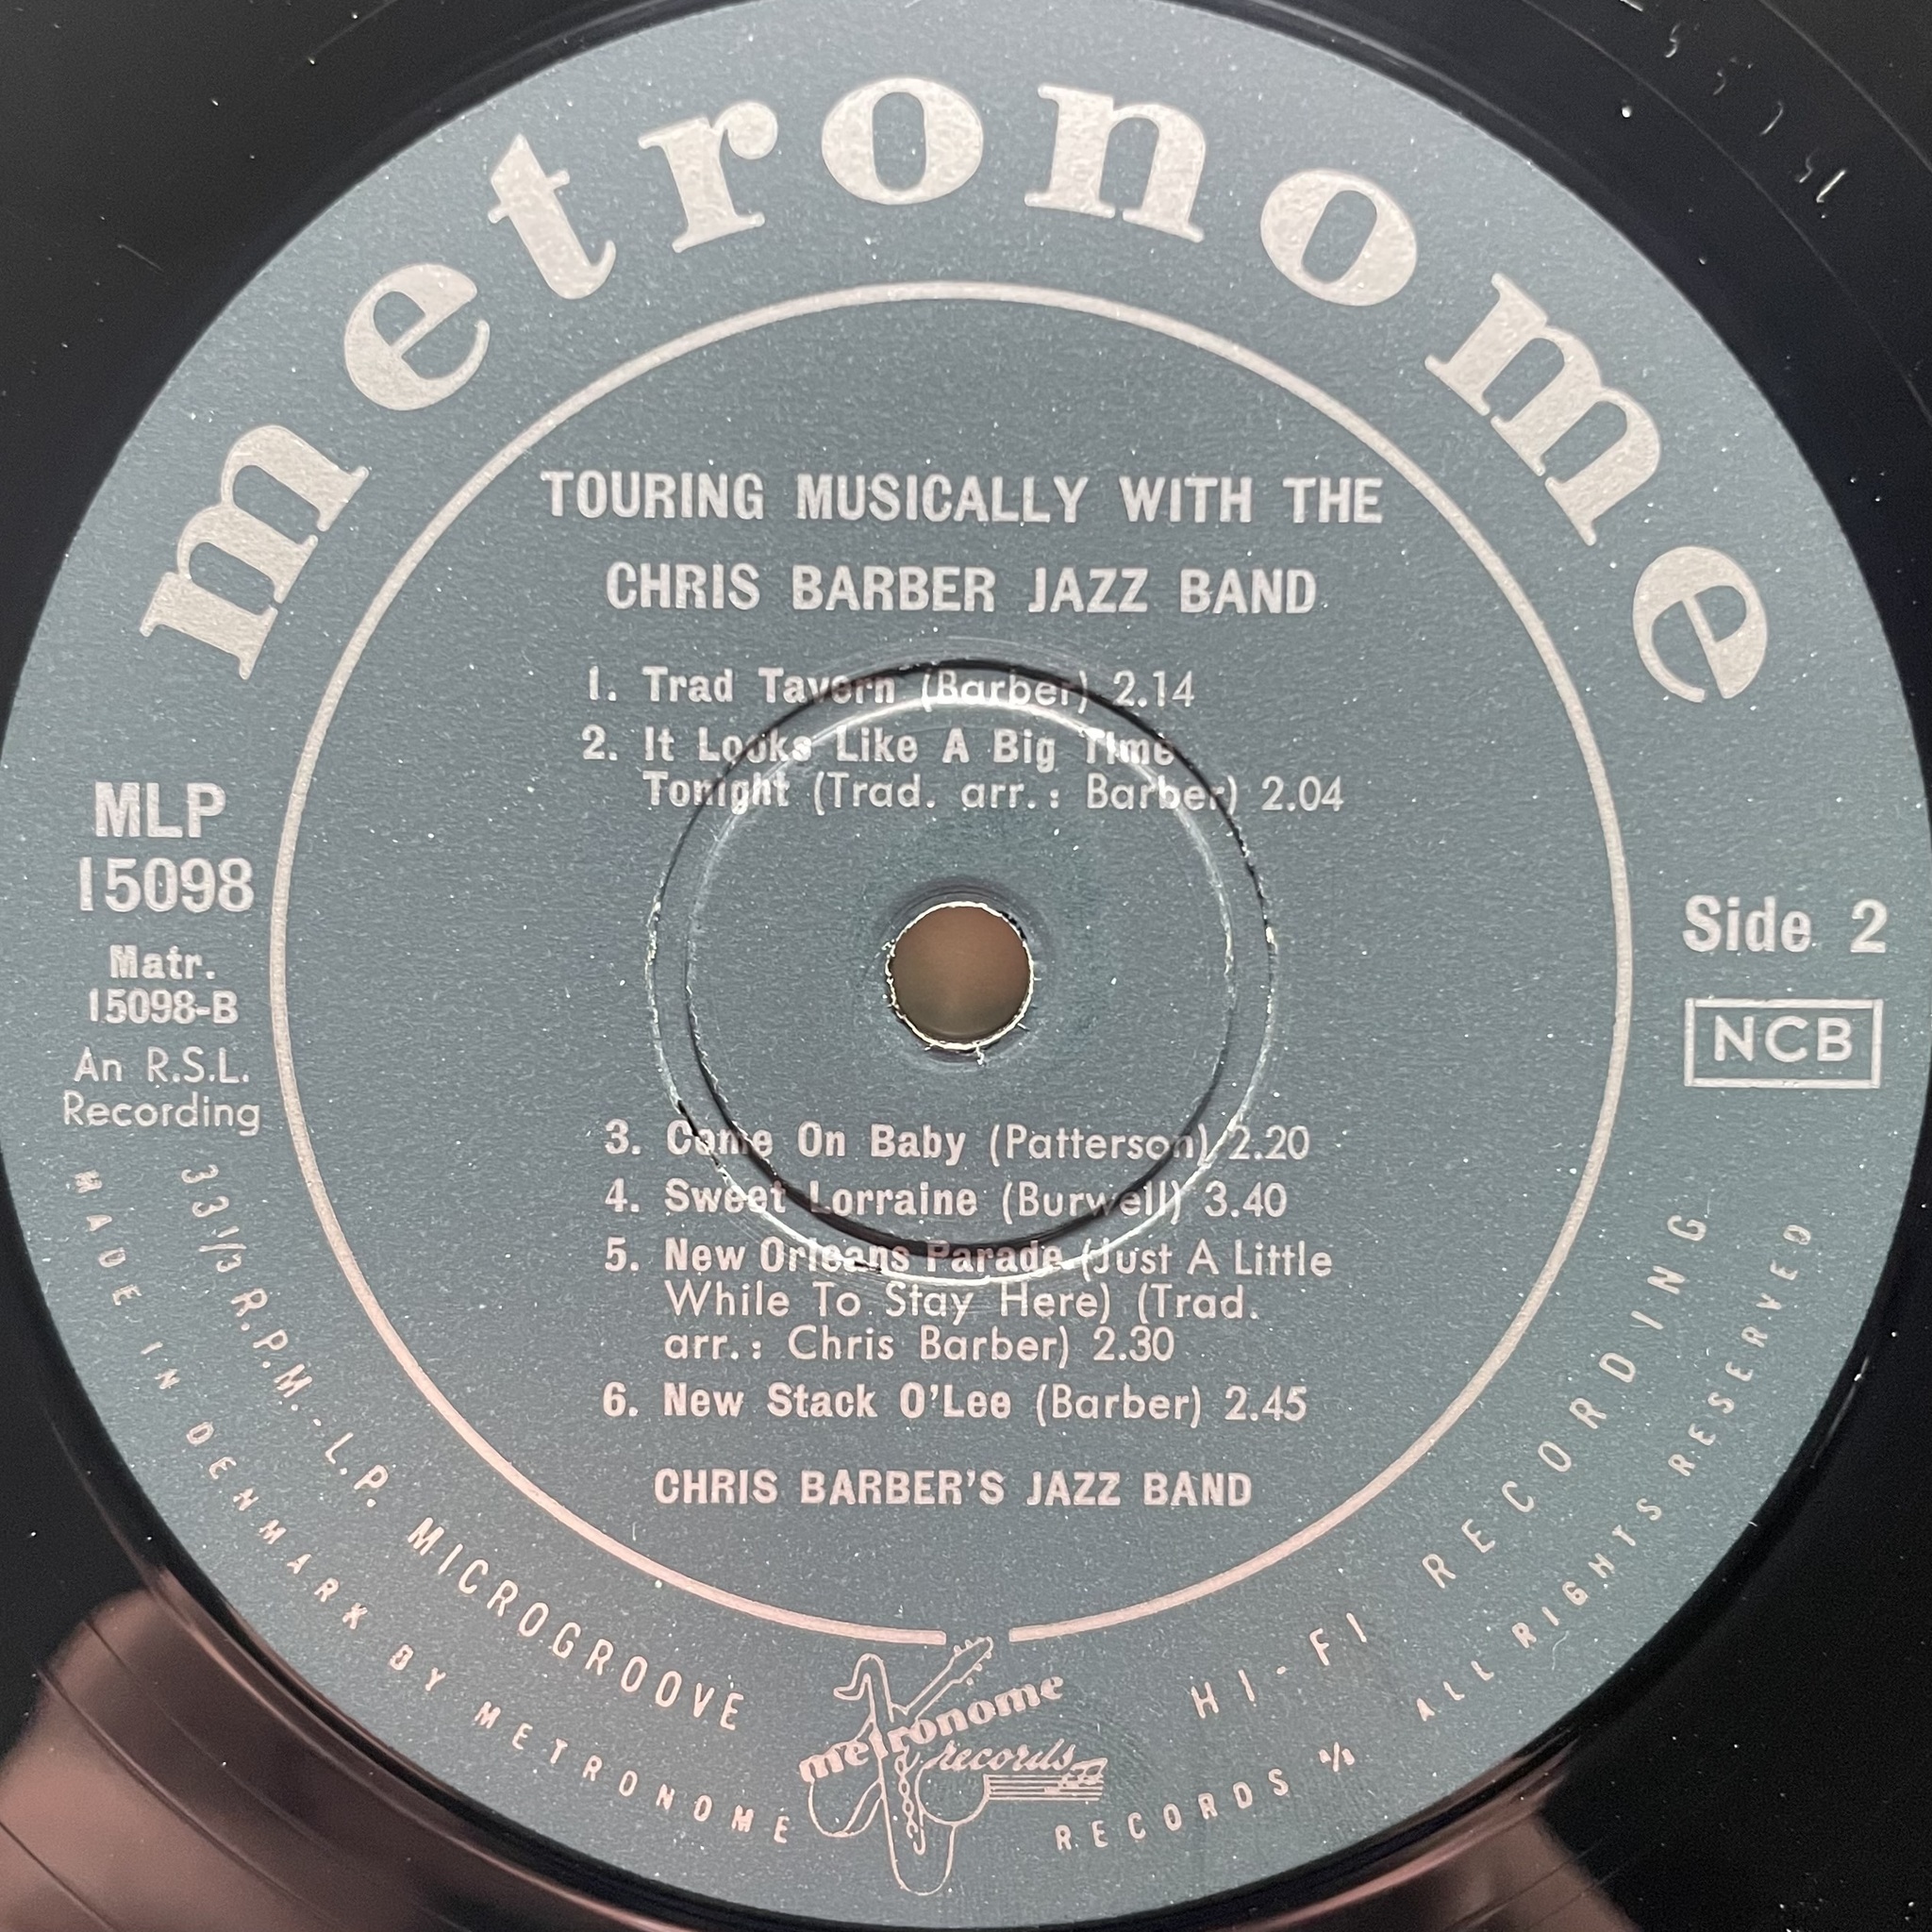 metronome
TOURING MUSICALLY WITH THE
CHRIS BARBER JAZZ BAND
1. Trad Tavern (Barber) 2.14
2. It Looks Like A Big Time
Tonight (Trad. arr.: Barber) 2.04
MLP
15098
Matr.
15098-B
An R.S.L.
Recording
Side 2
NCB
3. Come On Baby (Patterson) 2.20
4. Sweet Lorraine (Burwell) 3.40
5. New Orleans Parade (Just A Little
While To Stay Here) (Trad.
arr.: Chris Barber) 2.30
6. New Stack O'Lee (Barber) 2.45
CHRIS BARBER'S JAZZ BAND
33 1/3 R.P.M.-L.P. MICROGROOVE
HI-FI RECORDING
MADE IN DENMARK BY METRONOME RECORDS A/S ALL RIGHTS RESERVED
metronome
records